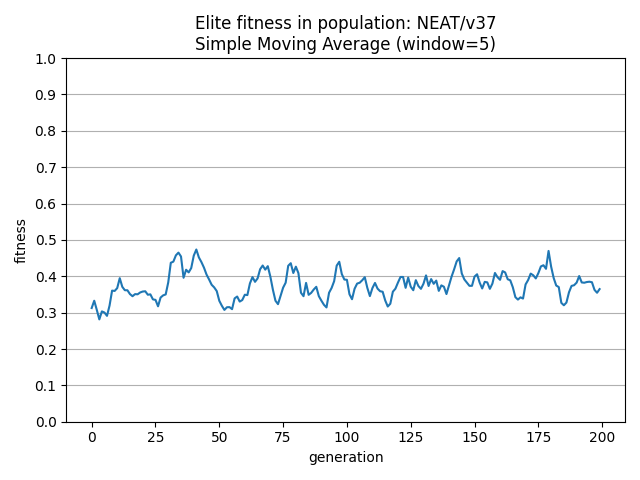 Elite fitness in population: NEAT/v37
Simple Moving Average (window=5)
1.0
0.9
0.8
0.7
0.6
0.5
0.4
0.3
0.2
0.1
0.0
fitness
0 25 50 75 100 125 150 175 200
generation